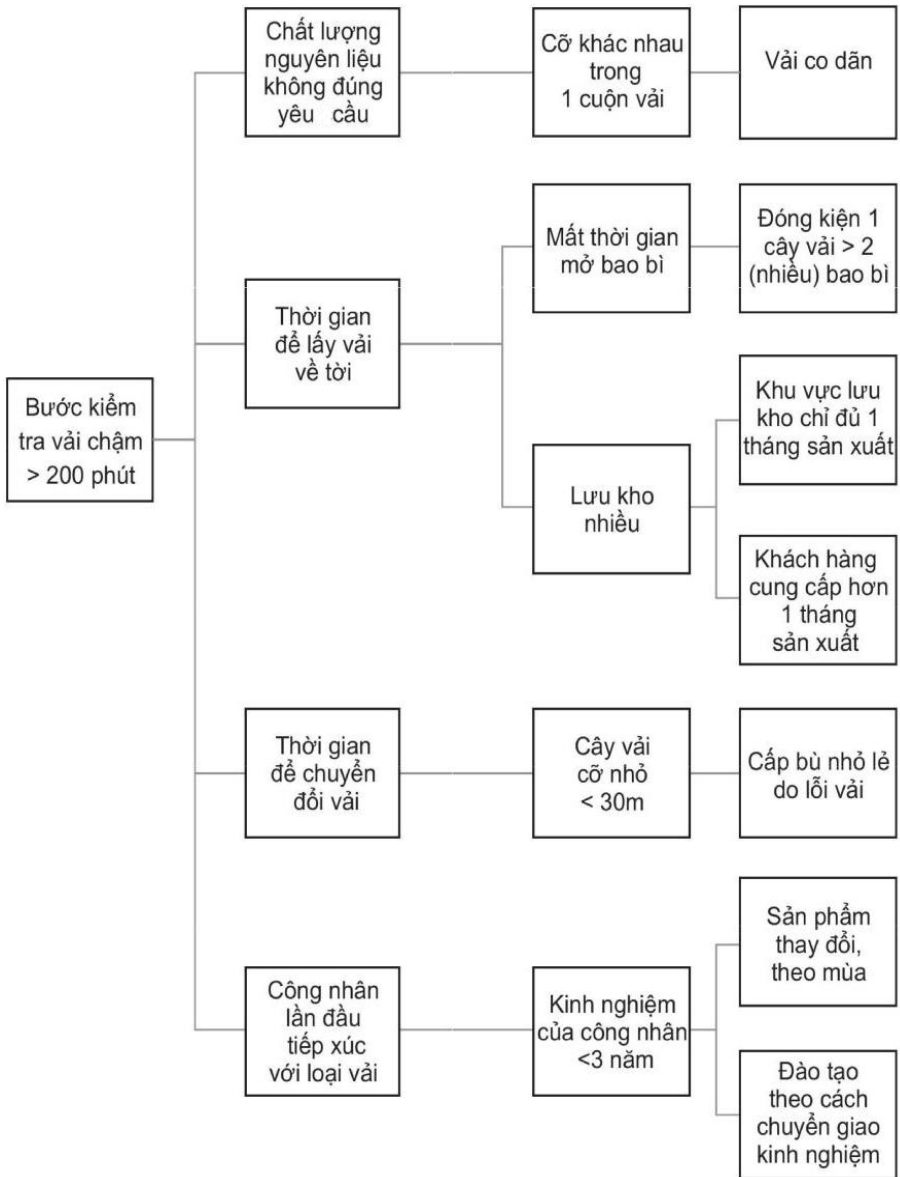 Bước kiểm
tra vải chậm
> 200 phút
Chất lượng
nguyên liệu
không đúng
yêu cầu
Cỡ khác nhau
trong
1 cuộn vải
Vải co dãn
Thời gian
để lấy vải
về tời
Mất thời gian
mở bao bì
Đóng kiện 1
cây vải > 2
(nhiều) bao bì
Lưu kho
nhiều
Khu vực lưu
kho chỉ đủ 1
tháng sản xuất
Khách hàng
cung cấp hơn
1 tháng
sản xuất
Thời gian
để chuyển
đổi vải
Cây vải
cỡ nhỏ
< 30m
Cấp bù nhỏ lẻ
do lỗi vải
Công nhân
lần đầu
tiếp xúc
với loại vải
Kinh nghiệm
của công nhân
<3 năm
Sản phẩm
thay đổi,
theo mùa
Đào tạo
theo cách
chuyển giao
kinh nghiệm